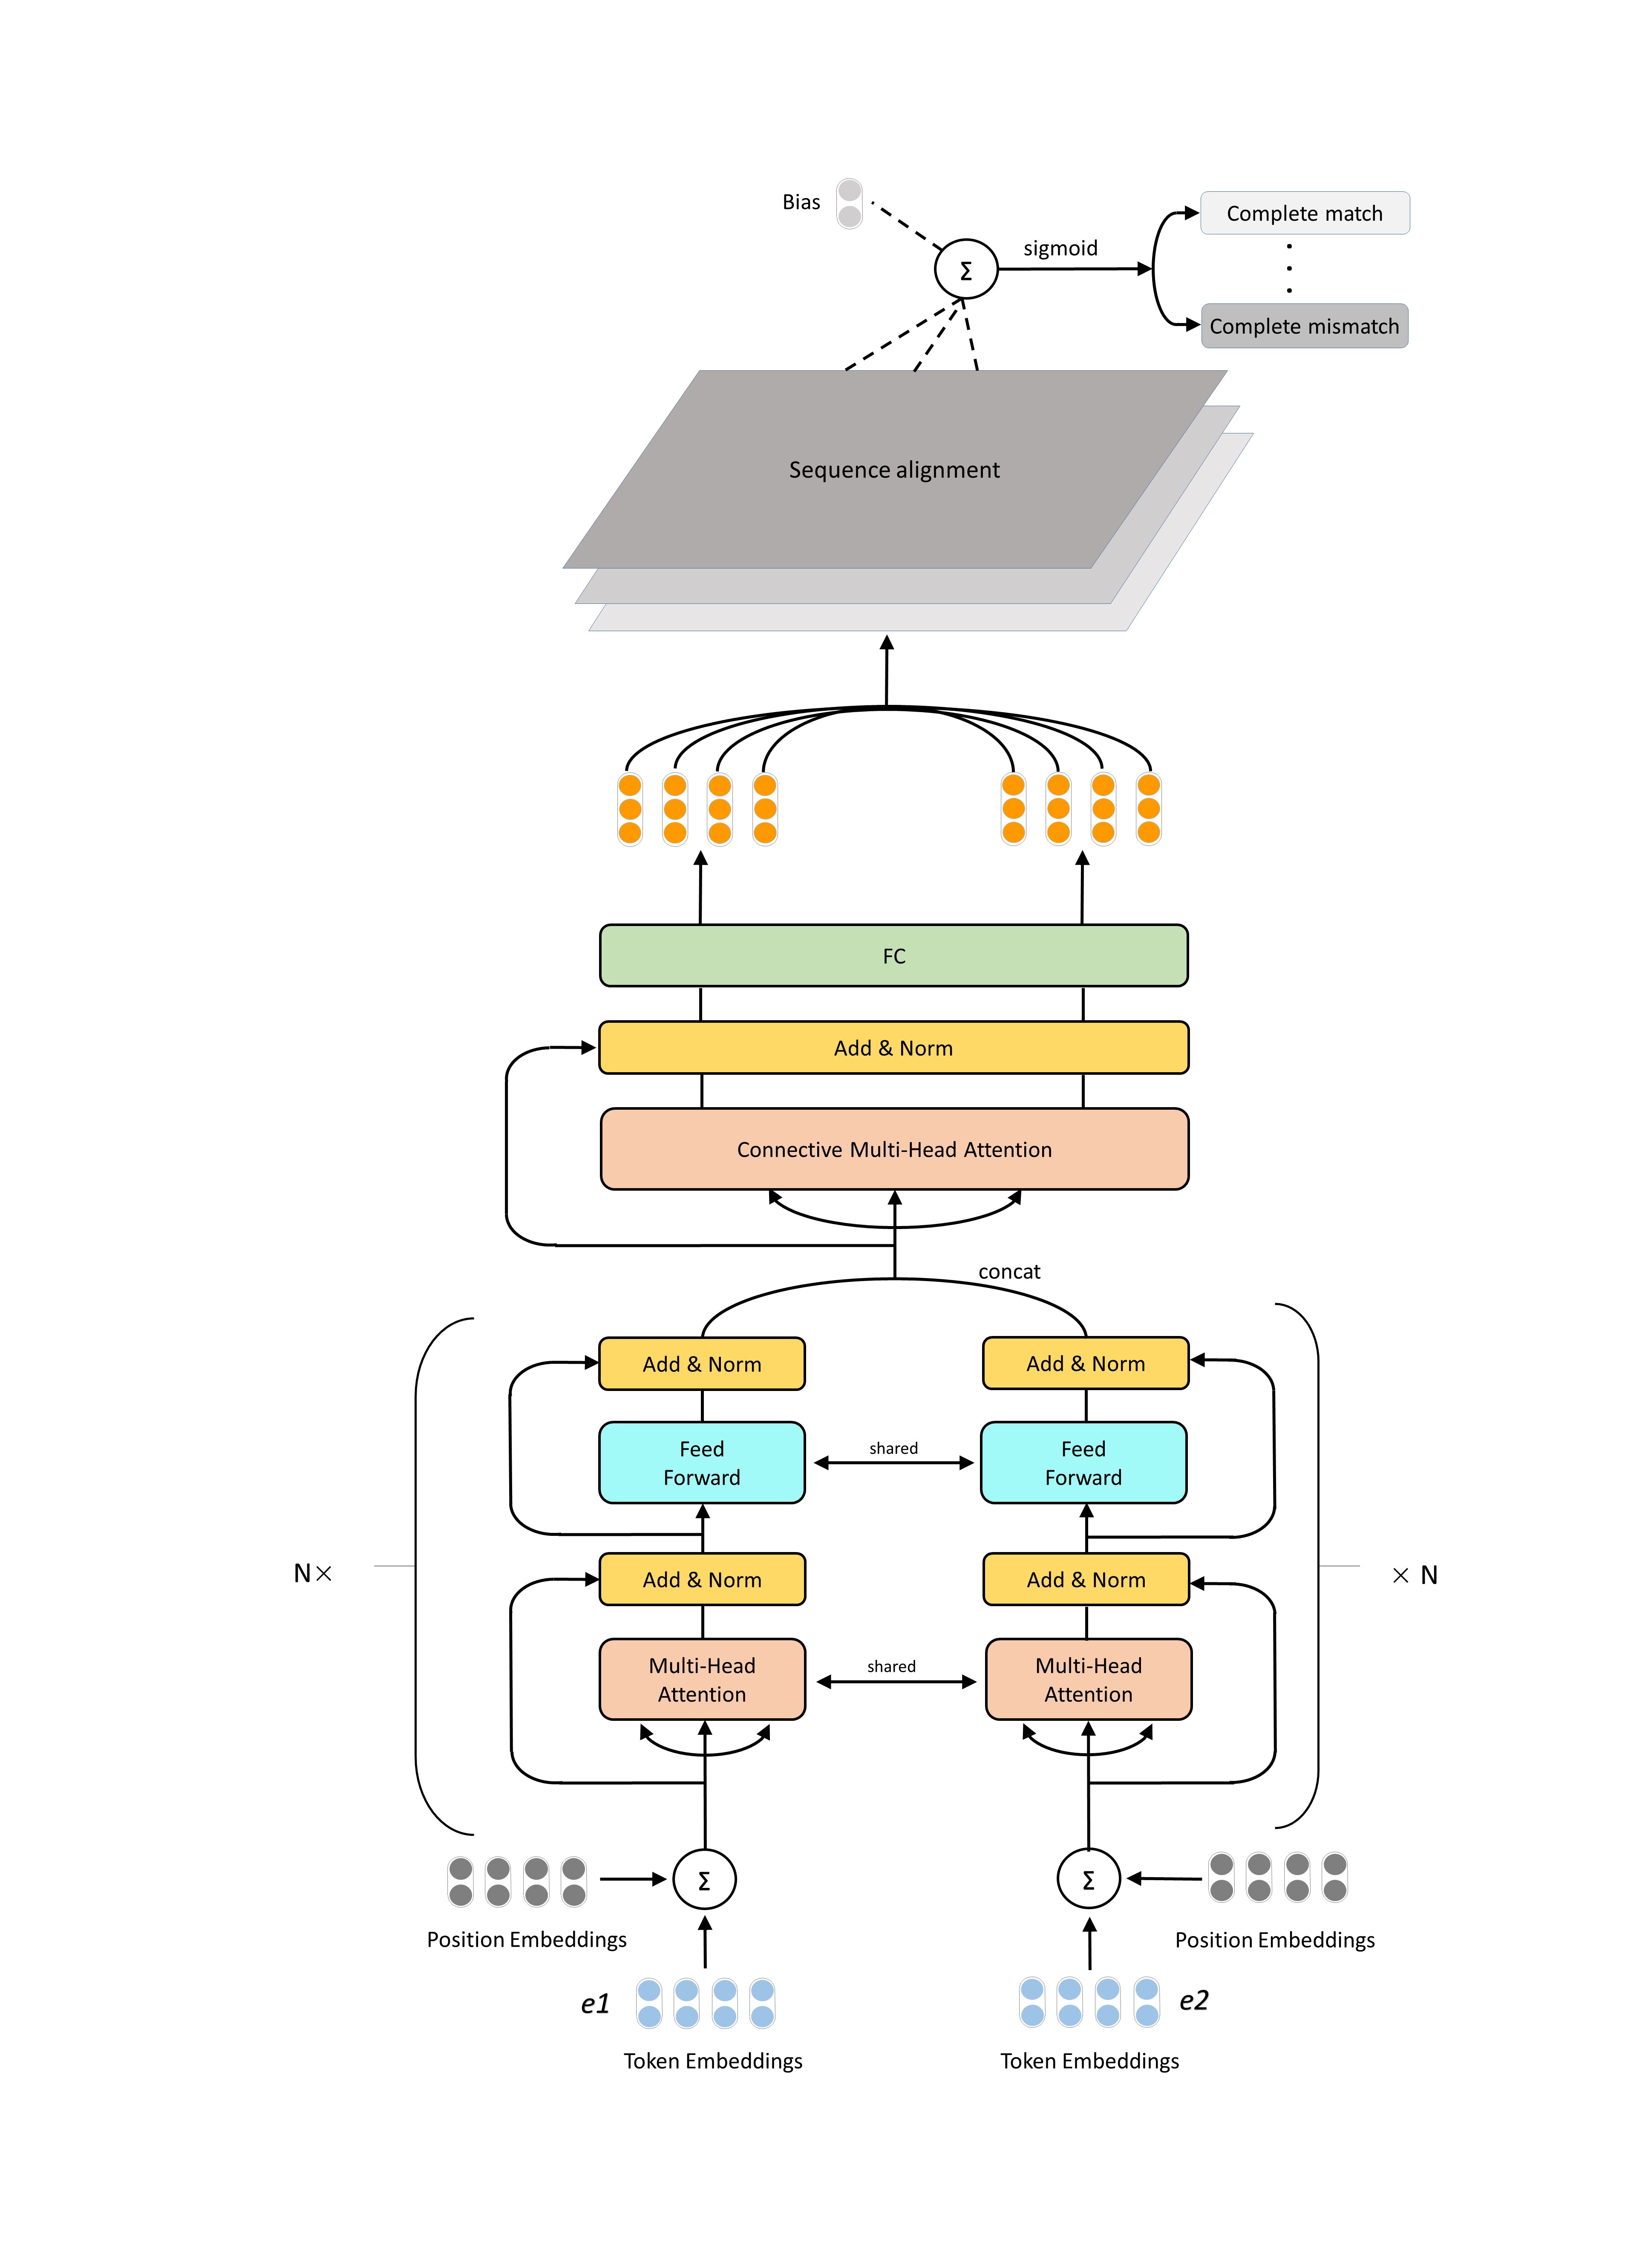 Bias
Σ
sigmoid
Complete match
Complete mismatch
Sequence alignment
FC
Add & Norm
Connective Multi-Head Attention
concat
Add & Norm
Add & Norm
Feed
Forward
shared
Feed
Forward
N×
× N
Add & Norm
Add & Norm
Multi-Head
Attention
shared
Multi-Head
Attention
Σ
Σ
Position Embeddings
Position Embeddings
e1
e2
Token Embeddings
Token Embeddings